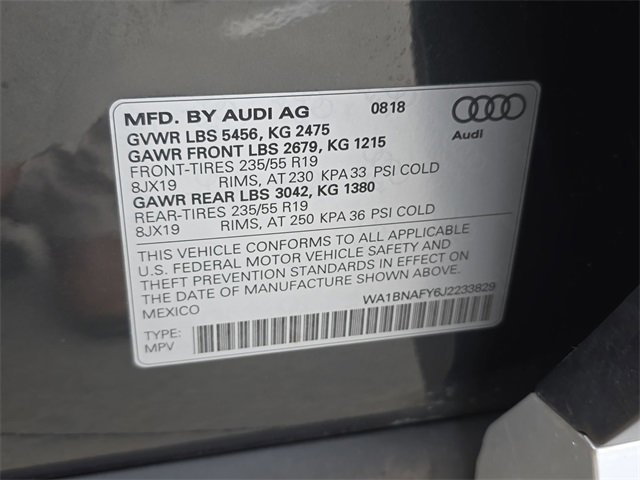 MFD. BY AUDI AG 0818
Audi
GVWR LBS 5456, KG 2475
GAWR FRONT LBS 2679, KG 1215
FRONT-TIRES 235/55 R19
8JX19 RIMS, AT 230 KPA 33 PSI COLD
GAWR REAR LBS 3042, KG 1380
REAR-TIRES 235/55 R19
8JX19 RIMS, AT 250 KPA 36 PSI COLD
THIS VEHICLE CONFORMS TO ALL APPLICABLE
U.S. FEDERAL MOTOR VEHICLE SAFETY AND
THEFT PREVENTION STANDARDS IN EFFECT ON
THE DATE OF MANUFACTURE SHOWN ABOVE.
MEXICO WA1BNAFY6J2233829
TYPE:
MPV